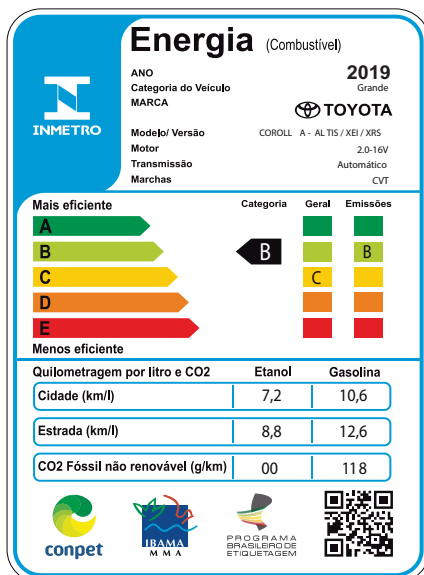 Energia (Combustível)
ANO 2019
Categoria do Veículo Grande
MARCA TOYOTA
INMETRO
Modelo/ Versão COROLL A - AL TIS / XEI / XRS
Motor 2.0-16V
Transmissão Automático
Marchas CVT
Mais eficiente Categoria Geral Emissões
A
B B B
C C
D
E
Menos eficiente
Quilometragem por litro e CO2 Etanol Gasolina
Cidade (km/l) 7,2 10,6
Estrada (km/l) 8,8 12,6
CO2 Fóssil não renovável (g/km) 00 118
conpet
IBAMA
MMA
PROGRAMA
BRASILEIRO DE
ETIQUETAGEM